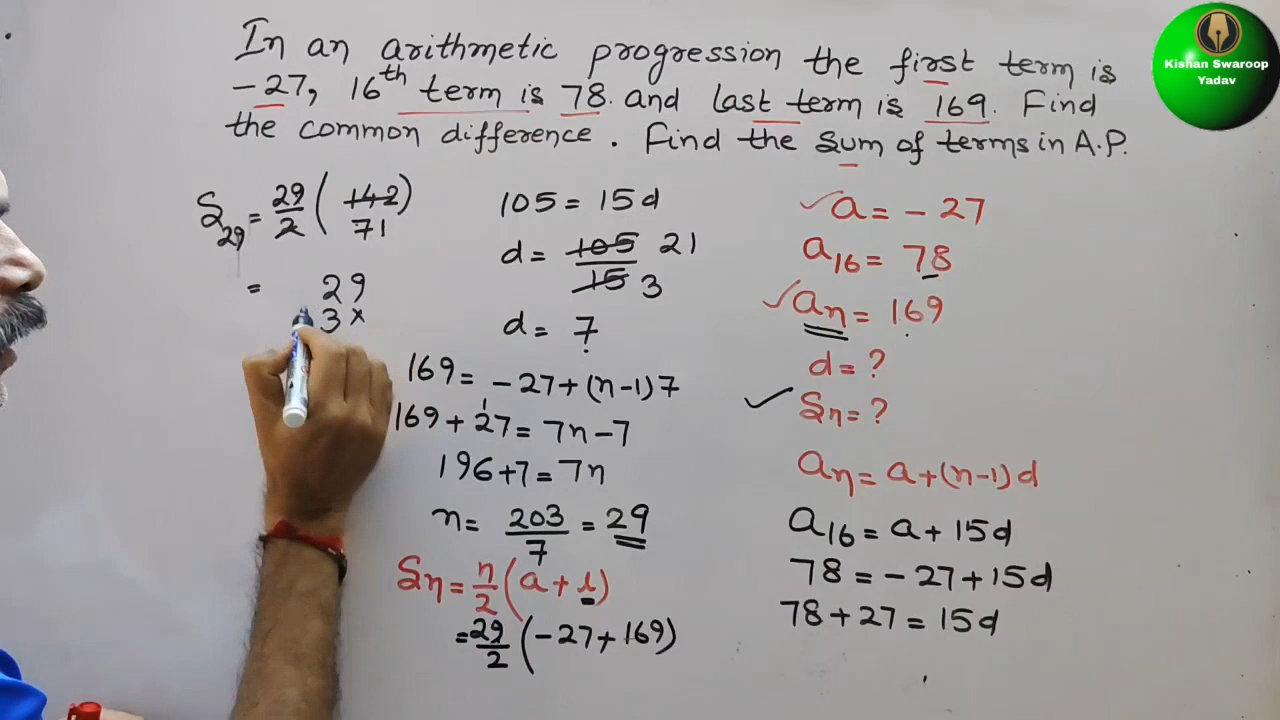 In an arithmetic progression the first term is
-27, 16th term is 78. and last term is 169. Find
the common difference. Find the sum of terms in A.P.
Kishan Swaroop
Yadav
S29 = 29/2 ( 142 )
71
= 29
3 ×
105 = 15d
d = 105/15 21
3
d = 7
169 = -27+(n-1)7
169 + 27 = 7n-7
196+7 = 7n
n = 203/7 = 29
Sn = n/2 (a + l)
= 29/2 (-27+169)
✓ a = -27
a16 = 78
✓ an = 169
d = ?
✓ Sn = ?
an = a+(n-1)d
a16 = a + 15d
78 = -27+15d
78+27 = 15d